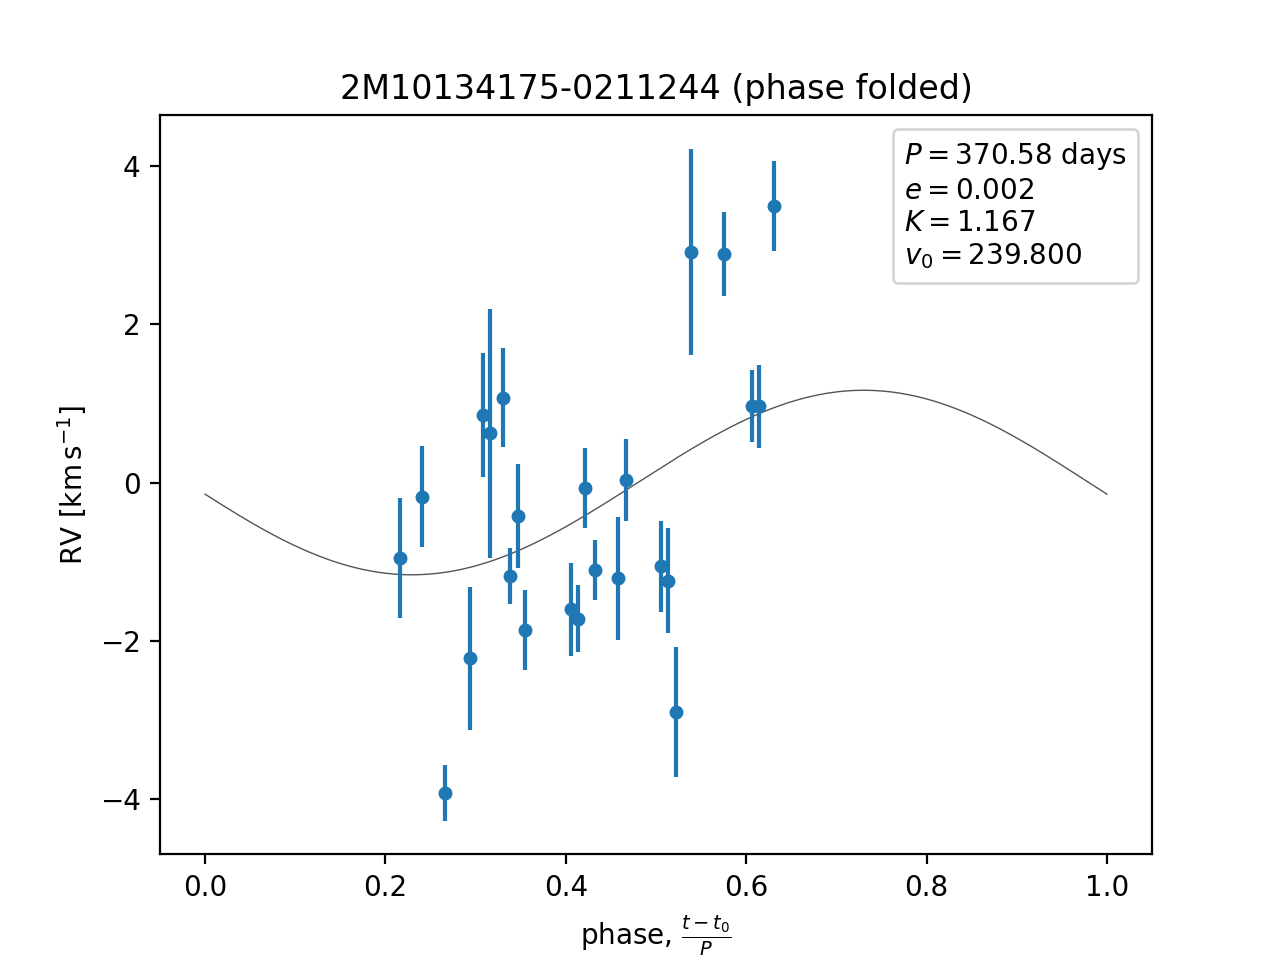 2M10134175-0211244 (phase folded)
P = 370.58 days
e = 0.002
K = 1.167
v₀ = 239.800
4
2
0
−2
−4
RV [km s⁻¹]
0.0 0.2 0.4 0.6 0.8 1.0
phase, (t − t₀)/P